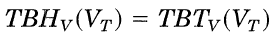 TBH_V(V_T) = TBT_V(V_T)